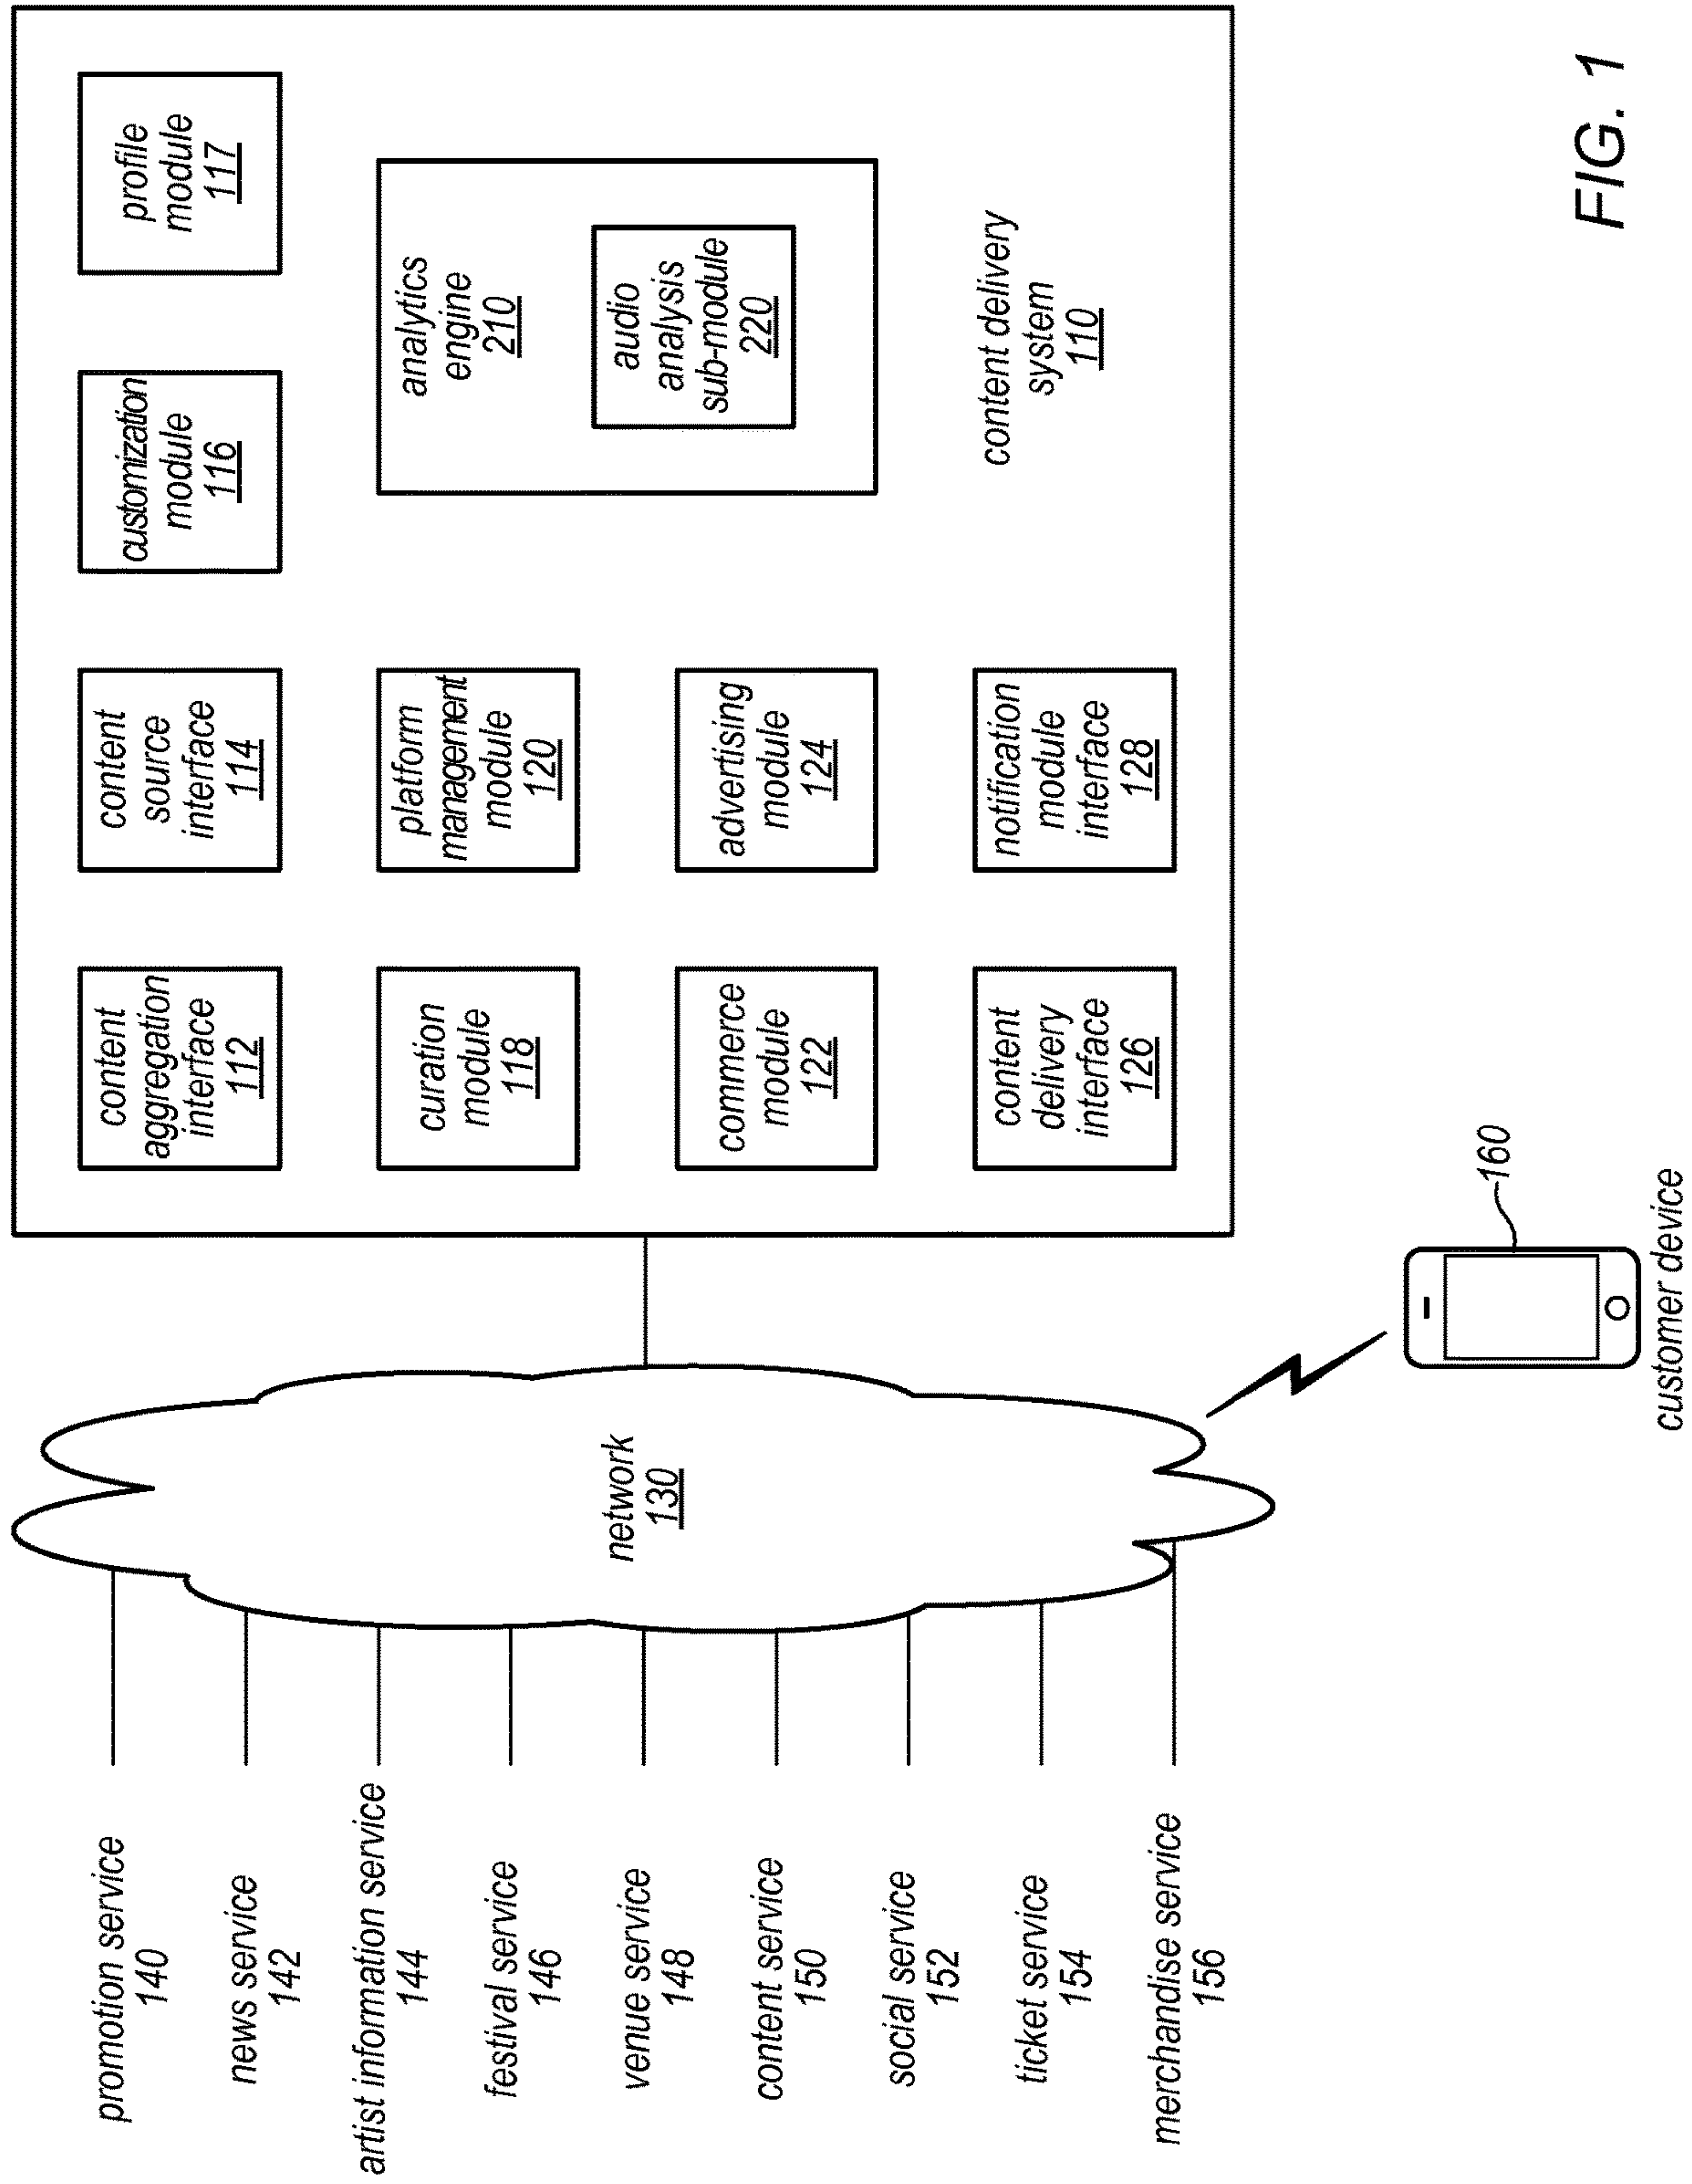 promotion service
140
news service
142
artist information service
144
festival service
146
venue service
148
content service
150
social service
152
ticket service
154
merchandise service
156
network
130
customer device
160
content
aggregation
interface
112
content
source
interface
114
customization
module
116
profile
module
117
curation
module
118
platform
management
module
120
analytics
engine
210
audio
analysis
sub-module
220
commerce
module
122
advertising
module
124
content
delivery
interface
126
notification
module
interface
128
content delivery
system
110
FIG. 1